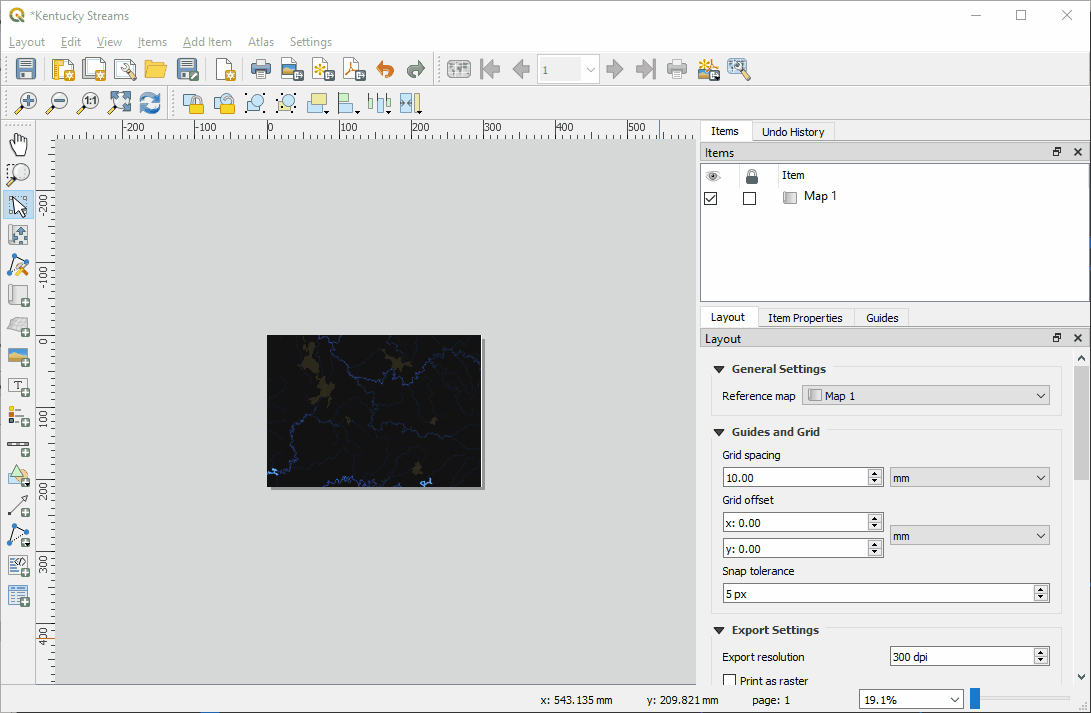 *Kentucky Streams
Layout Edit View Items Add Item Atlas Settings
1
1:1
-200 -100 0 100 200 300 400 500
-200
-100
0
100
200
300
400
Items Undo History
Items
Item
Map 1
Layout Item Properties Guides
Layout
General Settings
Reference map Map 1
Guides and Grid
Grid spacing
10.00 mm
Grid offset
x: 0.00
mm
y: 0.00
Snap tolerance
5 px
Export Settings
Export resolution 300 dpi
Print as raster
x: 543.135 mm y: 209.821 mm page: 1 19.1%